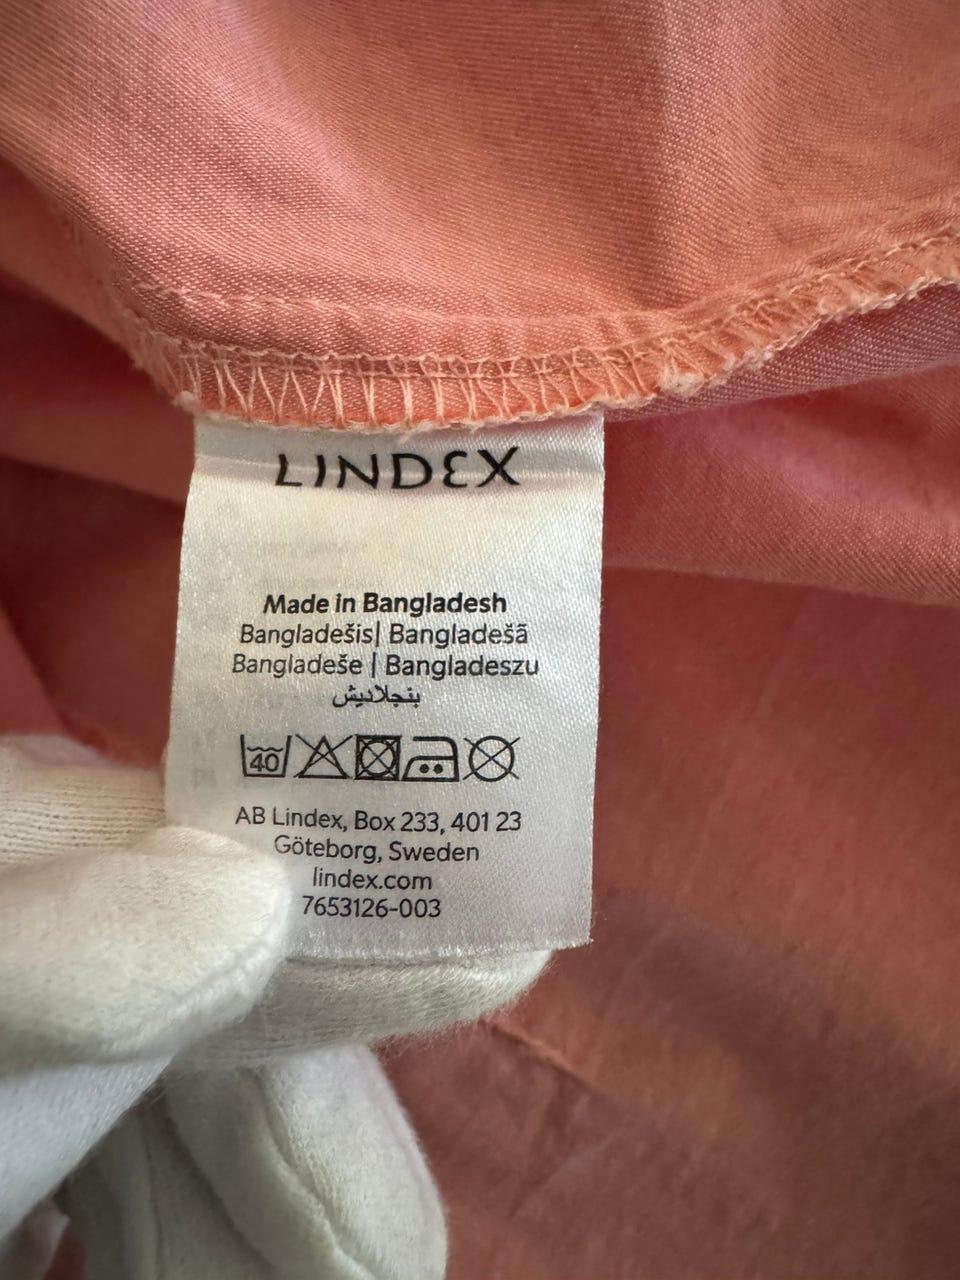 LINDEX
Made in Bangladesh
Bangladešis| Bangladešā
Bangladeše | Bangladeszu
بنجلاديش
40
AB Lindex, Box 233, 401 23
Göteborg, Sweden
lindex.com
7653126-003